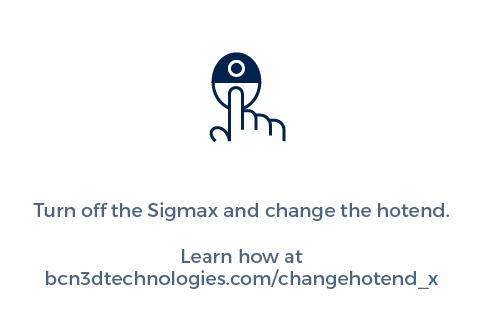 Turn off the Sigmax and change the hotend.
Learn how at
bcn3dtechnologies.com/changehotend_x